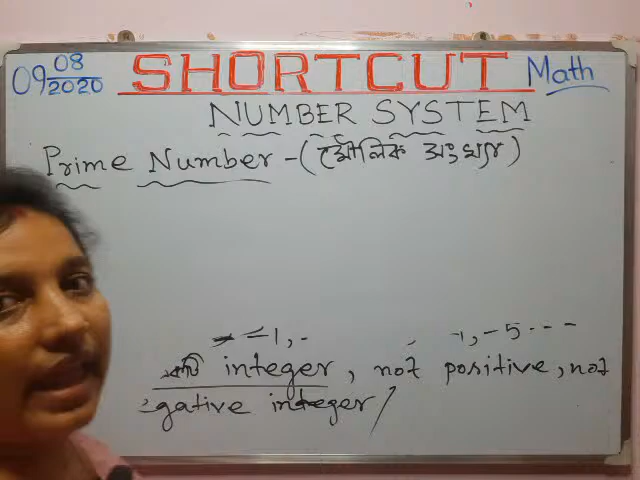 09 08/2020 SHORTCUT Math
NUMBER SYSTEM
Prime Number - (মৌলিক সংখ্যা)
-1, -5 - - -
integer, not positive, not
gative integer/